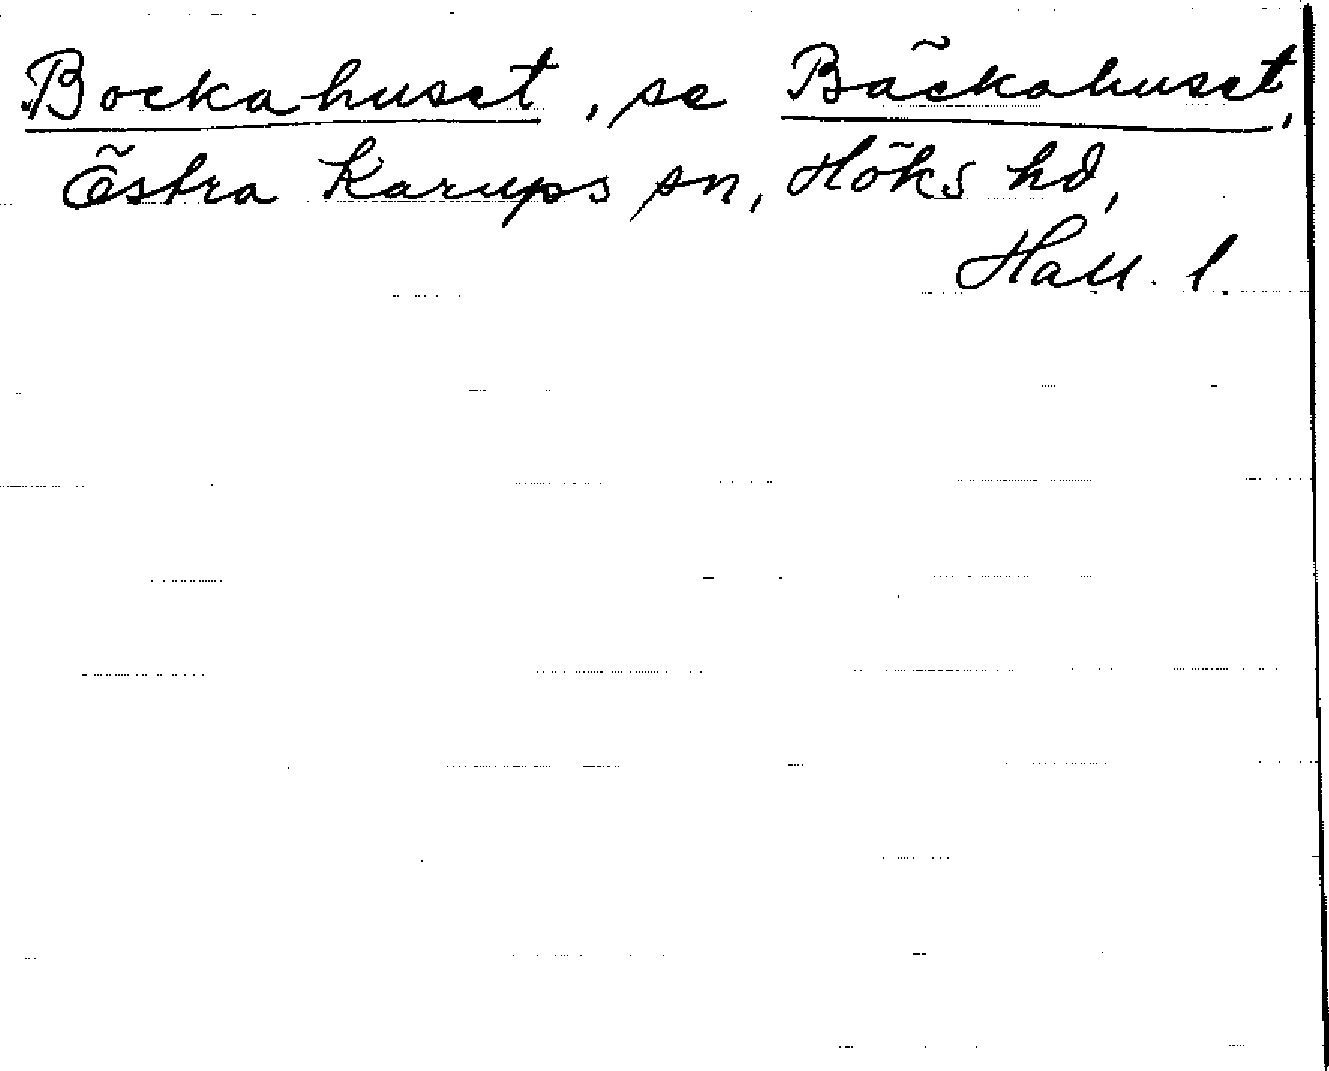 Bockahuset, se Bäckahuset,
Östra Karups sn, Höks hd,
Hall. l.